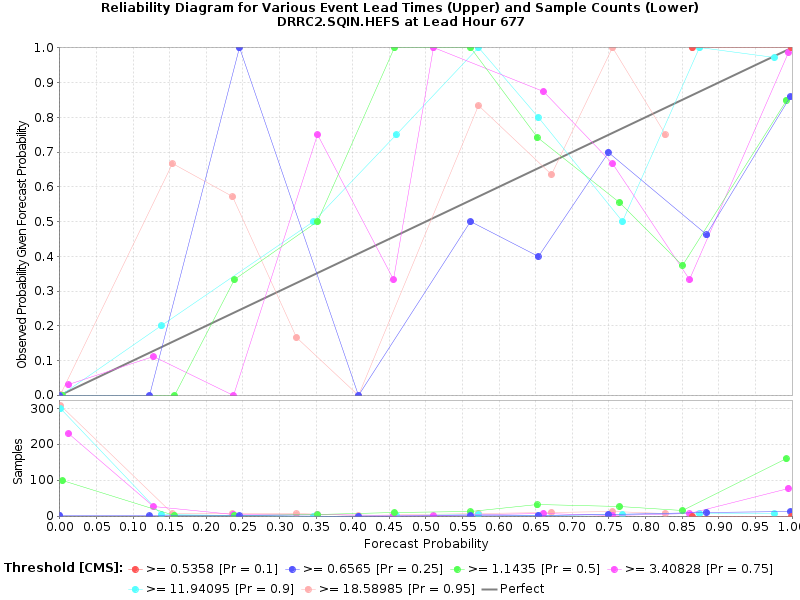 Reliability Diagram for Various Event Lead Times (Upper) and Sample Counts (Lower)
DRRC2.SQIN.HEFS at Lead Hour 677
Observed Probability Given Forecast Probability
1.0
0.9
0.8
0.7
0.6
0.5
0.4
0.3
0.2
0.1
0.0
Samples
300
200
100
0
0.00 0.05 0.10 0.15 0.20 0.25 0.30 0.35 0.40 0.45 0.50 0.55 0.60 0.65 0.70 0.75 0.80 0.85 0.90 0.95 1.00
Forecast Probability
Threshold [CMS]: >= 0.5358 [Pr = 0.1] >= 0.6565 [Pr = 0.25] >= 1.1435 [Pr = 0.5] >= 3.40828 [Pr = 0.75]
>= 11.94095 [Pr = 0.9] >= 18.58985 [Pr = 0.95] Perfect